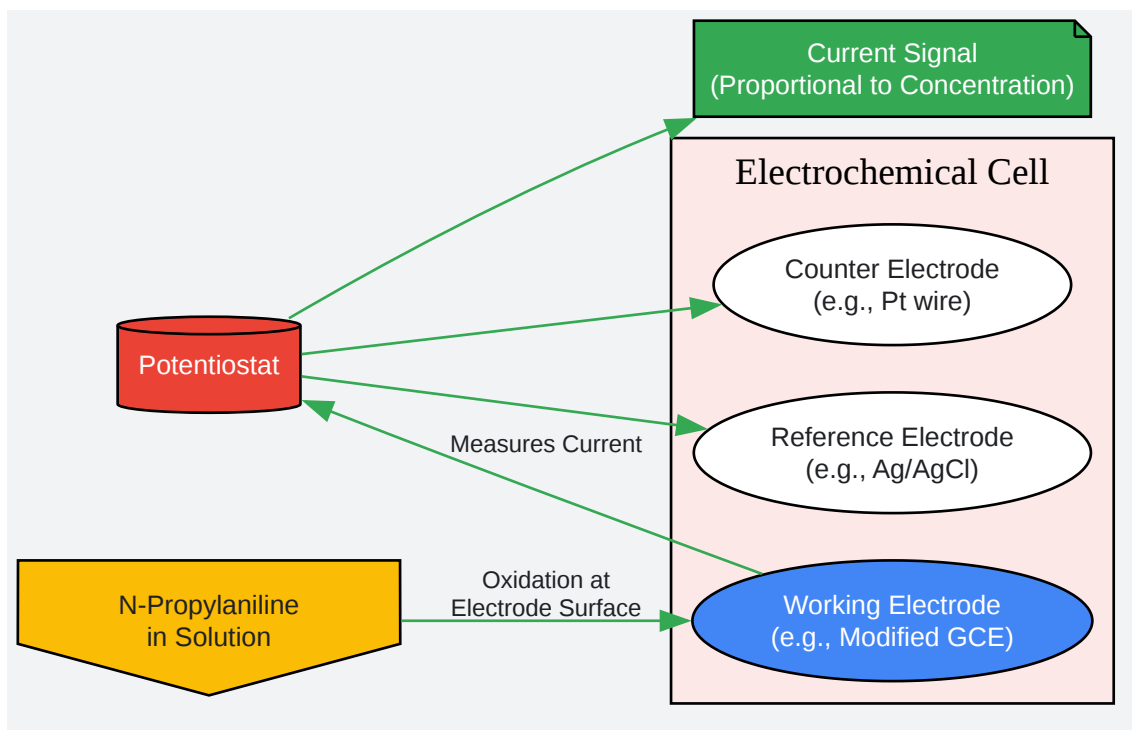 Current Signal
(Proportional to Concentration)
Electrochemical Cell
Counter Electrode
(e.g., Pt wire)
Potentiostat
Reference Electrode
(e.g., Ag/AgCl)
Measures Current
N-Propylaniline
in Solution
Oxidation at
Electrode Surface
Working Electrode
(e.g., Modified GCE)